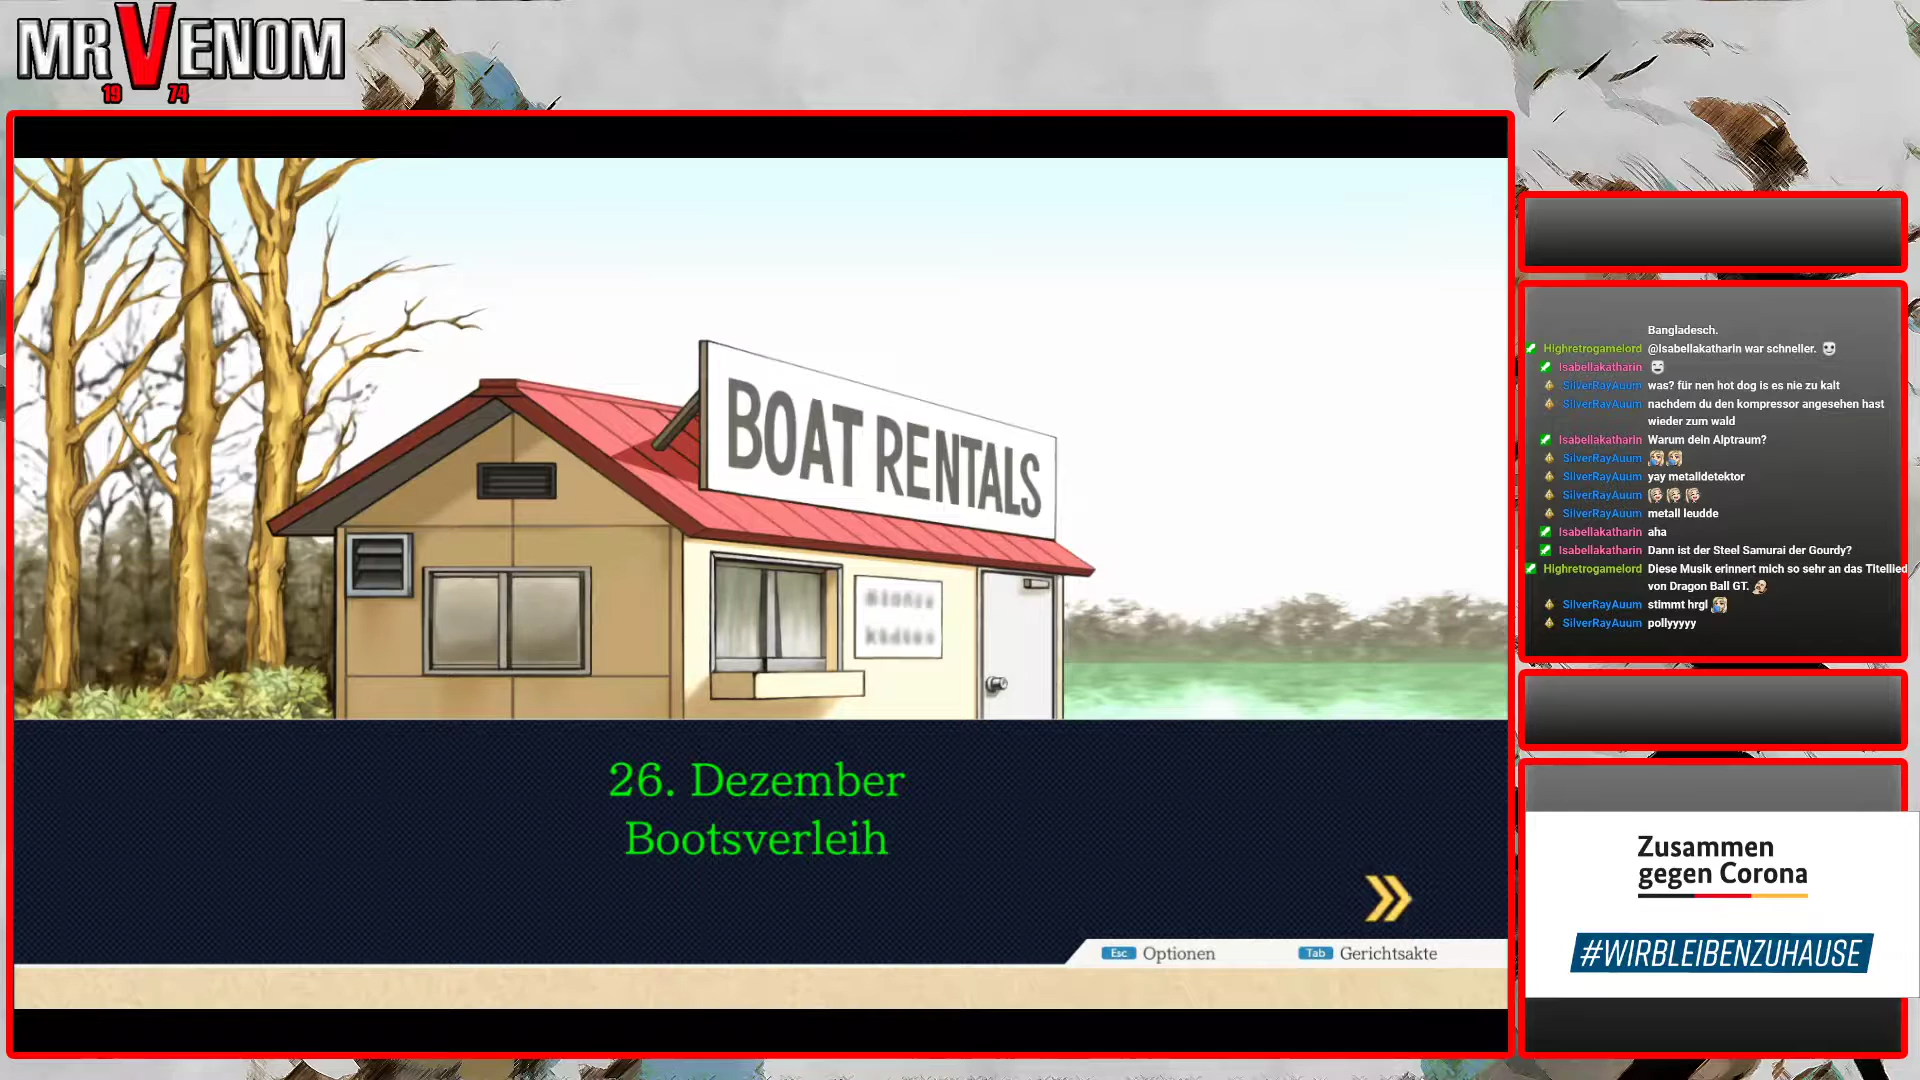 MR VENOM
19 74
BOAT RENTALS
26. Dezember
Bootsverleih
Esc Optionen
Tab Gerichtsakte
Bangladesch.
Highretrogamelord @Isabellakatharin war schneller.
Isabellakatharin
SilverRayAuum was? für nen hot dog is es nie zu kalt
SilverRayAuum nachdem du den kompressor angesehen hast
wieder zum wald
Isabellakatharin Warum dein Alptraum?
SilverRayAuum
SilverRayAuum yay metalldetektor
SilverRayAuum
SilverRayAuum metall leudde
Isabellakatharin aha
Isabellakatharin Dann ist der Steel Samurai der Gourdy?
Highretrogamelord Diese Musik erinnert mich so sehr an das Titellied
von Dragon Ball GT.
SilverRayAuum stimmt hrgl
SilverRayAuum pollyyyyy
Zusammen
gegen Corona
#WIRBLEIBENZUHAUSE